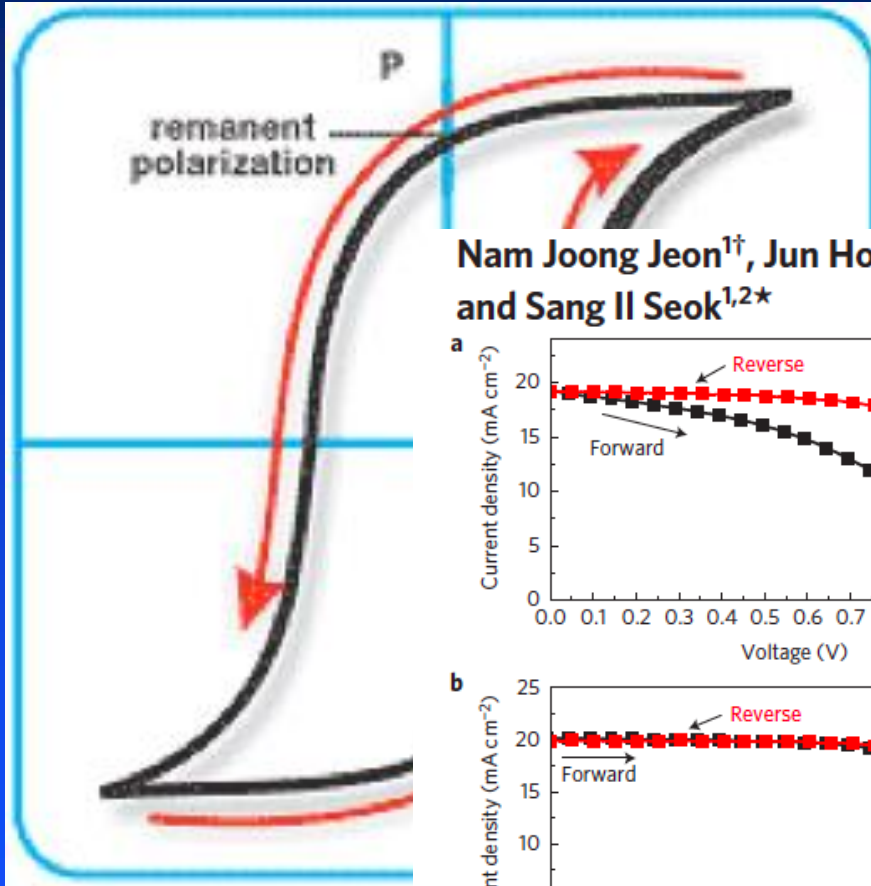 P
remanent
polarization
Nam Joong Jeon¹†, Jun Ho
and Sang Il Seok¹,²★
a
Current density (mA cm⁻²)
20
15
10
5
0
Reverse
Forward
0.0 0.1 0.2 0.3 0.4 0.5 0.6 0.7
Voltage (V)
b
nt density (mA cm⁻²)
25
20
15
10
Reverse
Forward